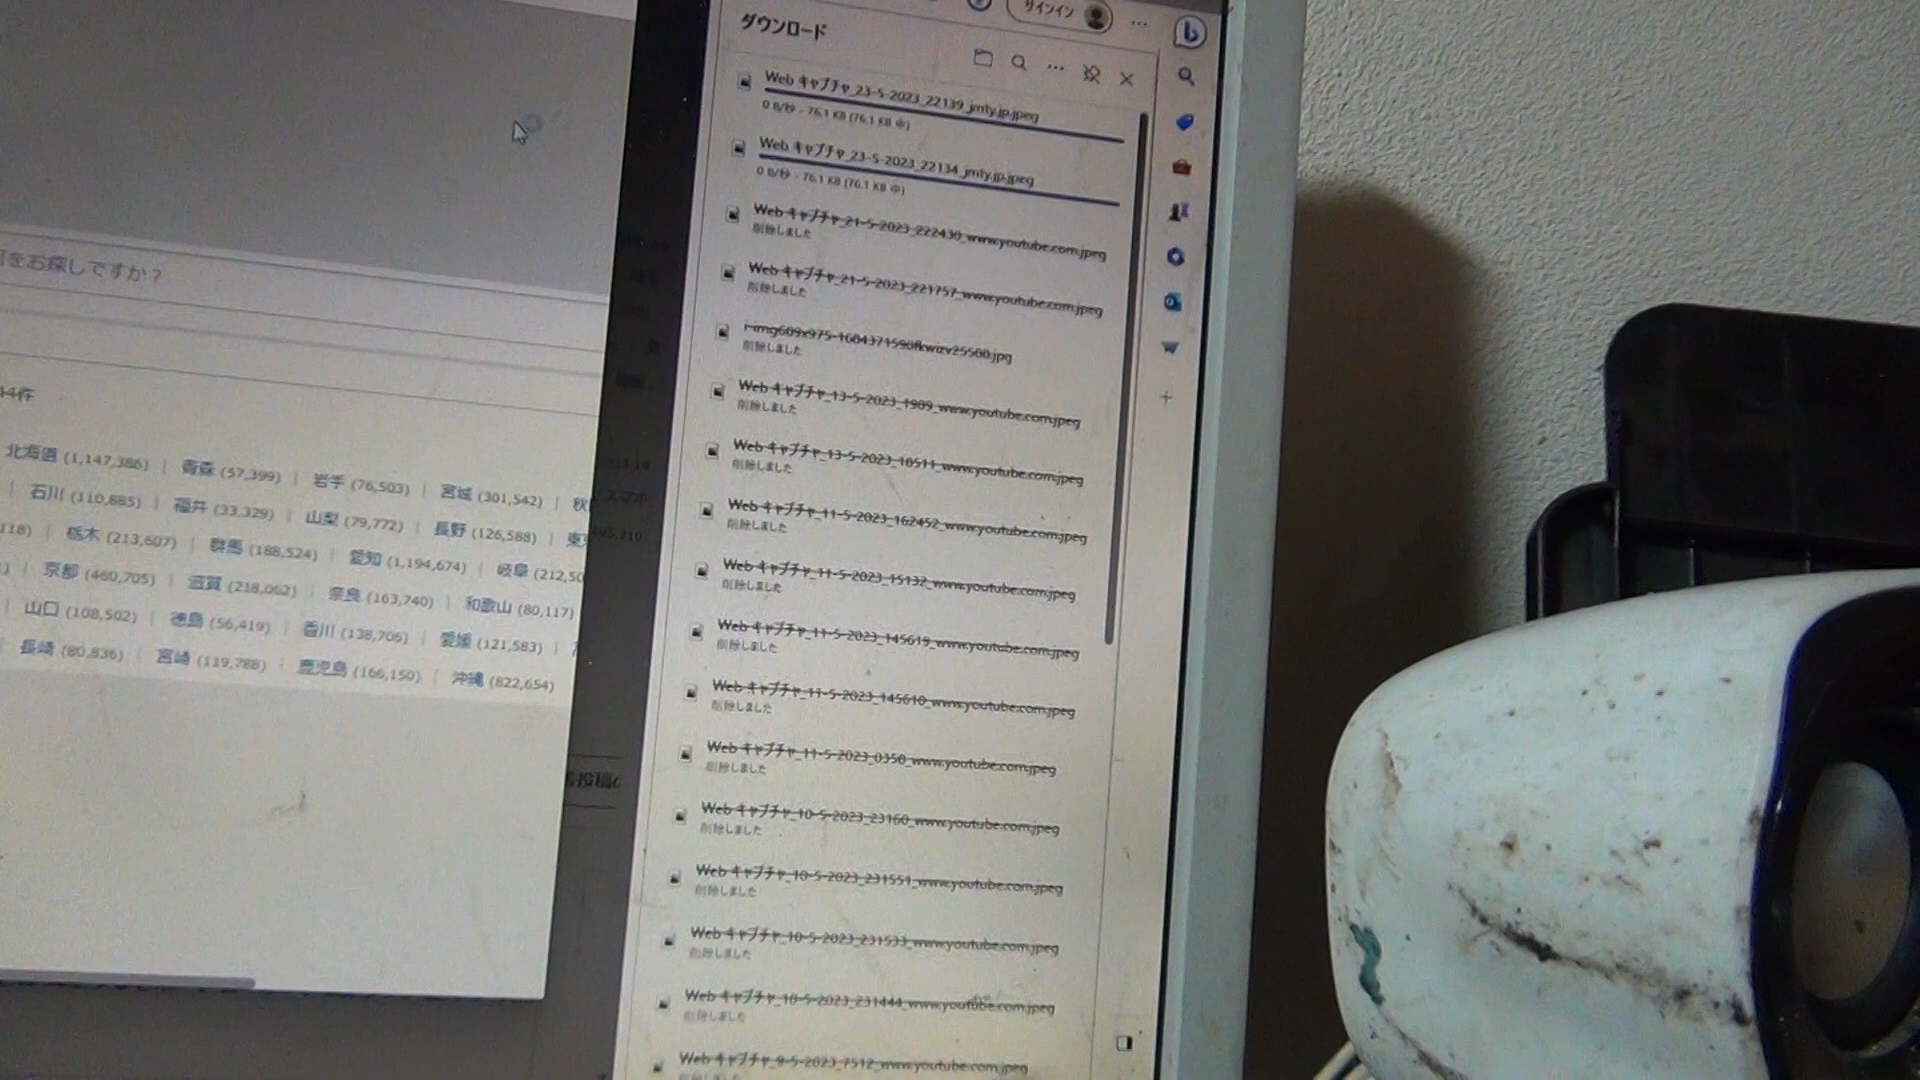 サインイン
ダウンロード
Web キャプチャ_23-5-2023_22139_jmty.jp.jpeg
0 B/秒 - 76.1 KB (76.1 KB 中)
Web キャプチャ_23-5-2023_22134_jmty.jp.jpeg
0 B/秒 - 76.1 KB (76.1 KB 中)
Web キャプチャ_21-5-2023_222430_www.youtube.com.jpeg
削除しました
Web キャプチャ_21-5-2023_221757_www.youtube.com.jpeg
削除しました
削除しました
Web キャプチャ_13-5-2023_1909_www.youtube.com.jpeg
削除しました
Web キャプチャ_13-5-2023_18511_www.youtube.com.jpeg
削除しました
Web キャプチャ_11-5-2023_162452_www.youtube.com.jpeg
削除しました
Web キャプチャ_11-5-2023_15132_www.youtube.com.jpeg
削除しました
Web キャプチャ_11-5-2023_145619_www.youtube.com.jpeg
削除しました
Web キャプチャ_11-5-2023_145610_www.youtube.com.jpeg
削除しました
Web キャプチャ_11-5-2023_0350_www.youtube.com.jpeg
削除しました
Web キャプチャ_10-5-2023_23160_www.youtube.com.jpeg
削除しました
Web キャプチャ_10-5-2023_231551_www.youtube.com.jpeg
削除しました
Web キャプチャ_10-5-2023_231533_www.youtube.com.jpeg
削除しました
Web キャプチャ_10-5-2023_231444_www.youtube.com.jpeg
削除しました
Web キャプチャ_9-5-2023_7512_www.youtube.com.jpeg
削除しました
をお探しですか？
44件
北海道 (1,147,386) | 青森 (57,399) | 岩手 (76,503) | 宮城 (301,542) | 秋
| 石川 (110,885) | 福井 (33,329) | 山梨 (79,772) | 長野 (126,588) | 東
118) | 栃木 (213,607) | 群馬 (188,524) | 愛知 (1,194,674) | 岐阜 (212,50
) | 京都 (460,705) | 滋賀 (218,062) | 奈良 (163,740) | 和歌山 (80,117)
| 山口 (108,502) | 徳島 (56,419) | 香川 (138,706) | 愛媛 (121,583) |
長崎 (80,836) | 宮崎 (119,788) | 鹿児島 (166,150) | 沖縄 (822,654)